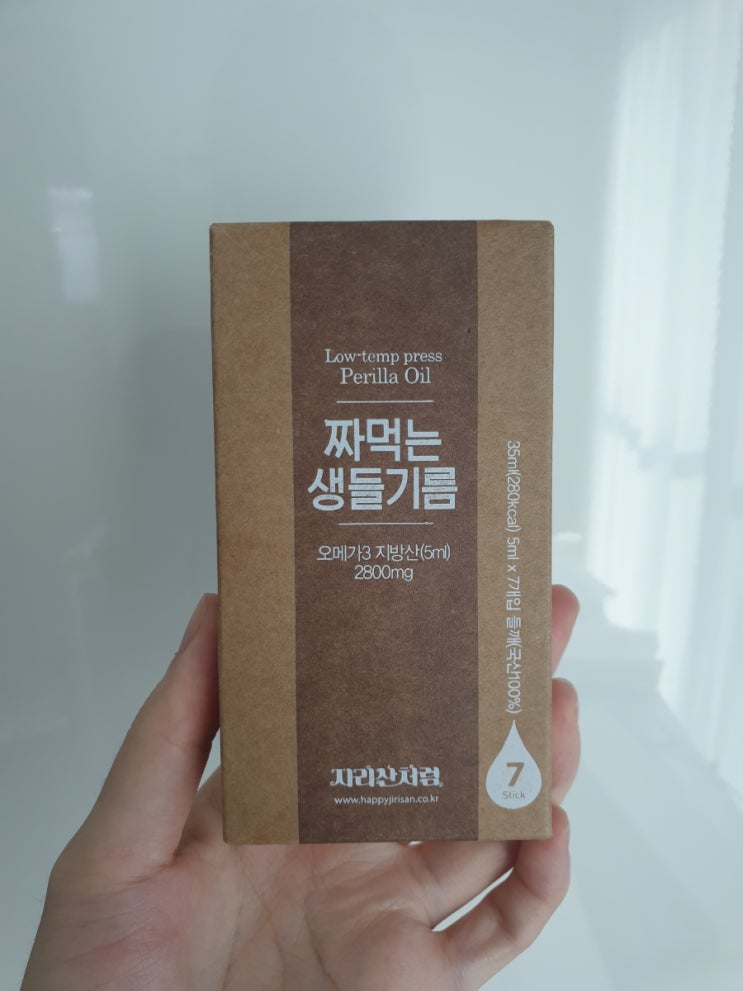 Low-temp press
Perilla Oil
짜먹는
생들기름
오메가3 지방산(5ml)
2800mg
35ml(280kcal) 5ml x 7개입 들깨(국산100%)
7
Stick
지리산처럼
www.happyjirisan.co.kr